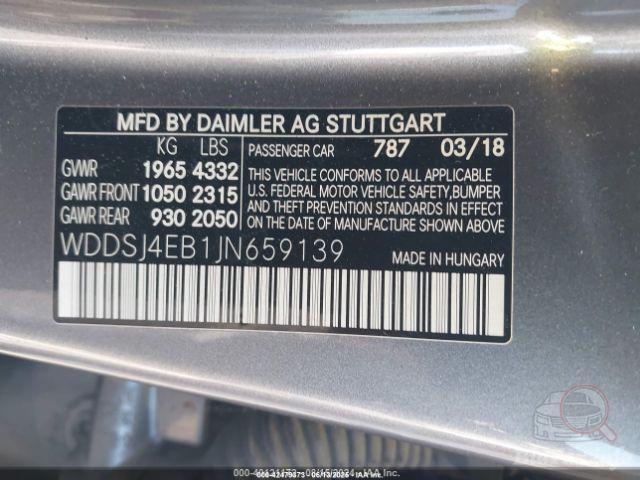 MFD BY DAIMLER AG STUTTGART
KG LBS
GVWR 1965 4332
GAWR FRONT 1050 2315
GAWR REAR 930 2050
PASSENGER CAR 787 03/18
THIS VEHICLE CONFORMS TO ALL APPLICABLE
U.S. FEDERAL MOTOR VEHICLE SAFETY, BUMPER
AND THEFT PREVENTION STANDARDS IN EFFECT
ON THE DATE OF MANUFACTURE SHOWN ABOVE.
WDDSJ4EB1JN659139
MADE IN HUNGARY
IAA Inc.